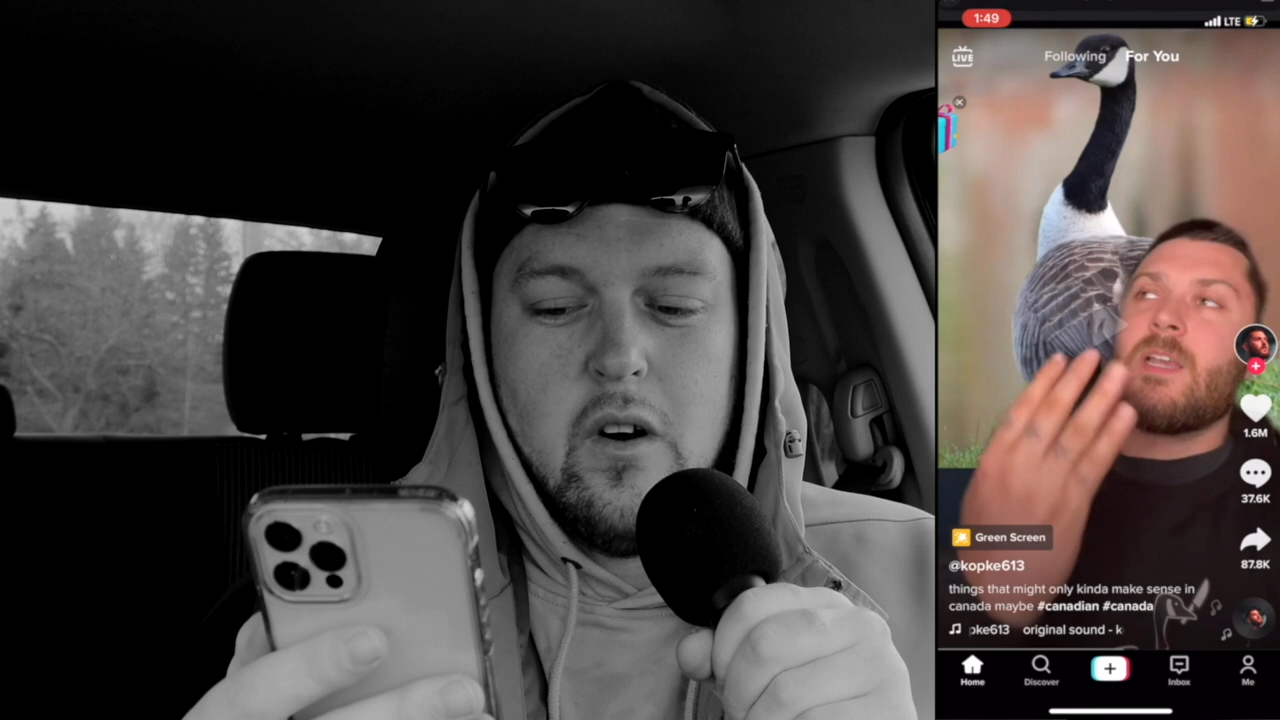 1:49
LTE
LIVE
Following For You
1.6M
37.6K
87.8K
Green Screen
@kopke613
things that might only kinda make sense in
canada maybe #canadian #canada
pke613 original sound - k
Home Discover Inbox Me